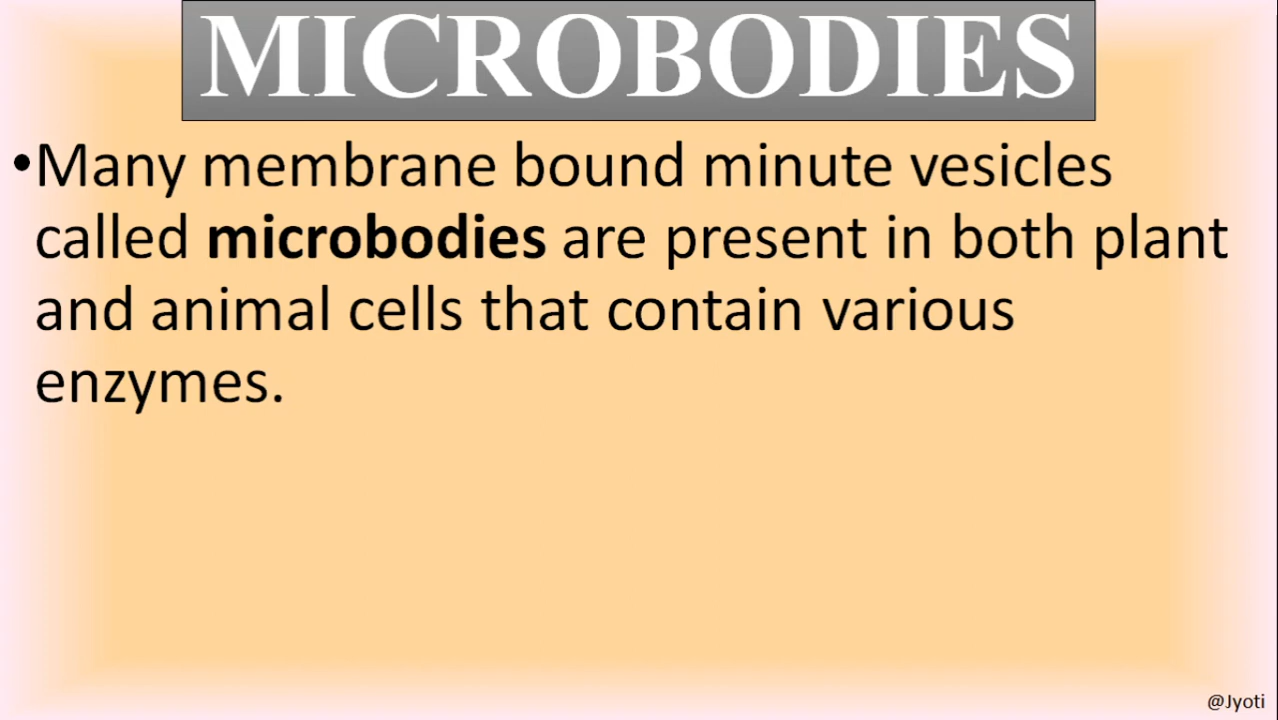 MICROBODIES
•Many membrane bound minute vesicles
called microbodies are present in both plant
and animal cells that contain various
enzymes.
@Jyoti